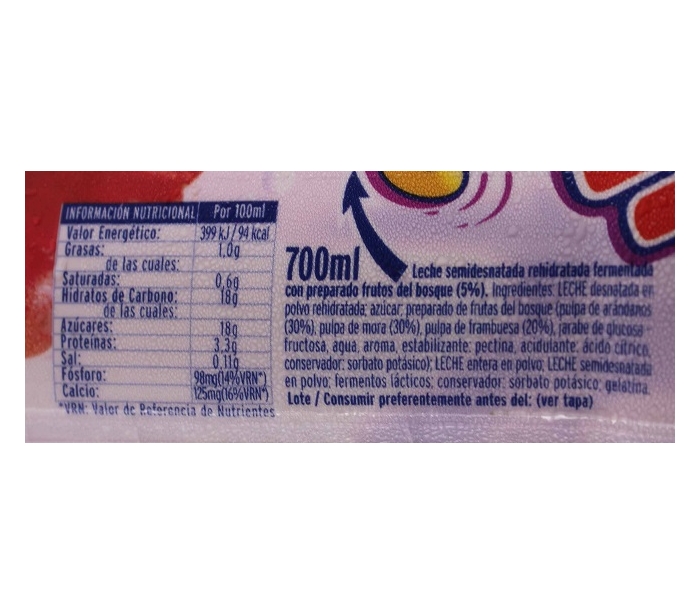 INFORMACIÓN NUTRICIONAL Por 100ml
Valor Energético: 399 kJ / 94 kcal
Grasas: 1,0g
de las cuales:
Saturadas: 0,6g
Hidratos de Carbono: 18g
de las cuales:
Azúcares: 18g
Proteínas: 3,3g
Sal: 0,11g
Fósforo: 98mg(14%VRN*)
Calcio: 125mg(16%VRN*)
*VRN: Valor de Referencia de Nutrientes
700ml Leche semidesnatada rehidratada fermentada
con preparado frutos del bosque (5%). Ingredientes: LECHE desnatada en
polvo rehidratada; azúcar; preparado de frutas del bosque (pulpa de arándanos
(30%), pulpa de mora (30%), pulpa de frambuesa (20%), jarabe de glucosa-
fructosa, agua, aroma, estabilizante: pectina, acidulante: ácido cítrico,
conservador: sorbato potásico); LECHE entera en polvo; LECHE semidesnatada
en polvo; fermentos lácticos; conservador: sorbato potásico; gelatina.
Lote / Consumir preferentemente antes del: (ver tapa)